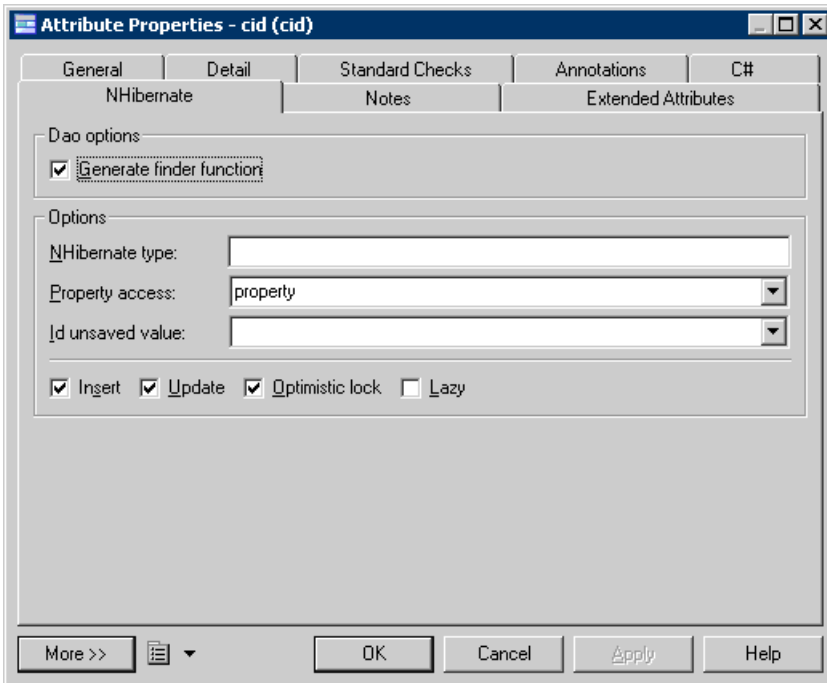 Attribute Properties - cid (cid)
General Detail Standard Checks Annotations C#
NHibernate Notes Extended Attributes
Dao options
Generate finder function
Options
NHibernate type:
Property access: property
Id unsaved value:
Insert Update Optimistic lock Lazy
More >> OK Cancel Apply Help